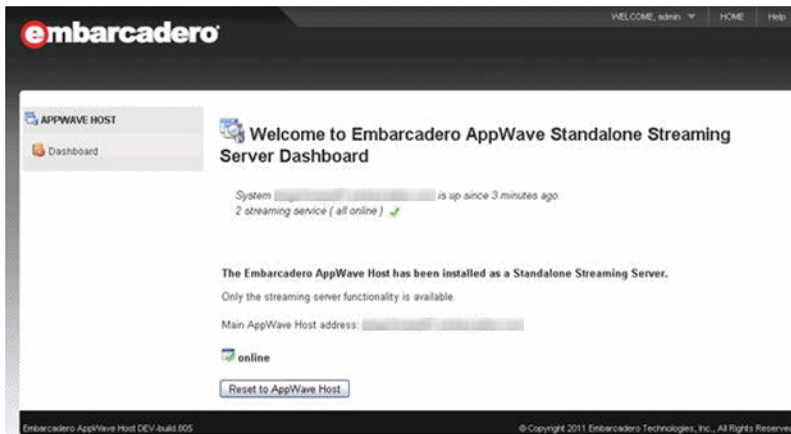 WELCOME, admin HOME Help
embarcadero
APPWAVE HOST
Dashboard
Welcome to Embarcadero AppWave Standalone Streaming
Server Dashboard
System is up since 3 minutes ago.
2 streaming service ( all online )
The Embarcadero AppWave Host has been installed as a Standalone Streaming Server.
Only the streaming server functionality is available.
Main AppWave Host address:
online
Reset to AppWave Host
Embarcadero AppWave Host DEV-build.805 © Copyright 2011 Embarcadero Technologies, Inc., All Rights Reserved